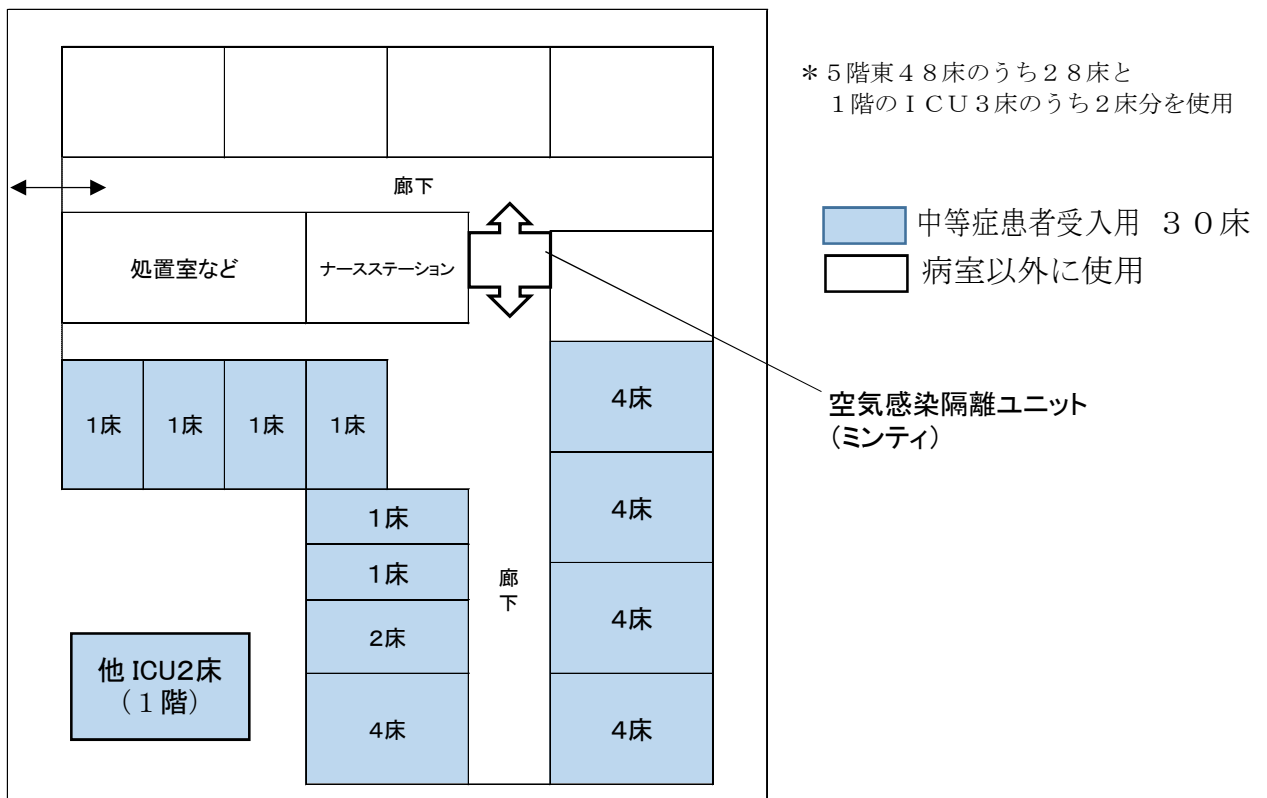 ＊５階東４８床のうち２８床と
１階のＩＣＵ３床のうち２床分を使用
廊下
中等症患者受入用 ３０床
処置室など
ナースステーション
病室以外に使用
空気感染隔離ユニット
（ミンティ）
1床
1床
1床
1床
4床
1床
4床
1床
廊下
2床
4床
他 ICU2床
（１階）
4床
4床